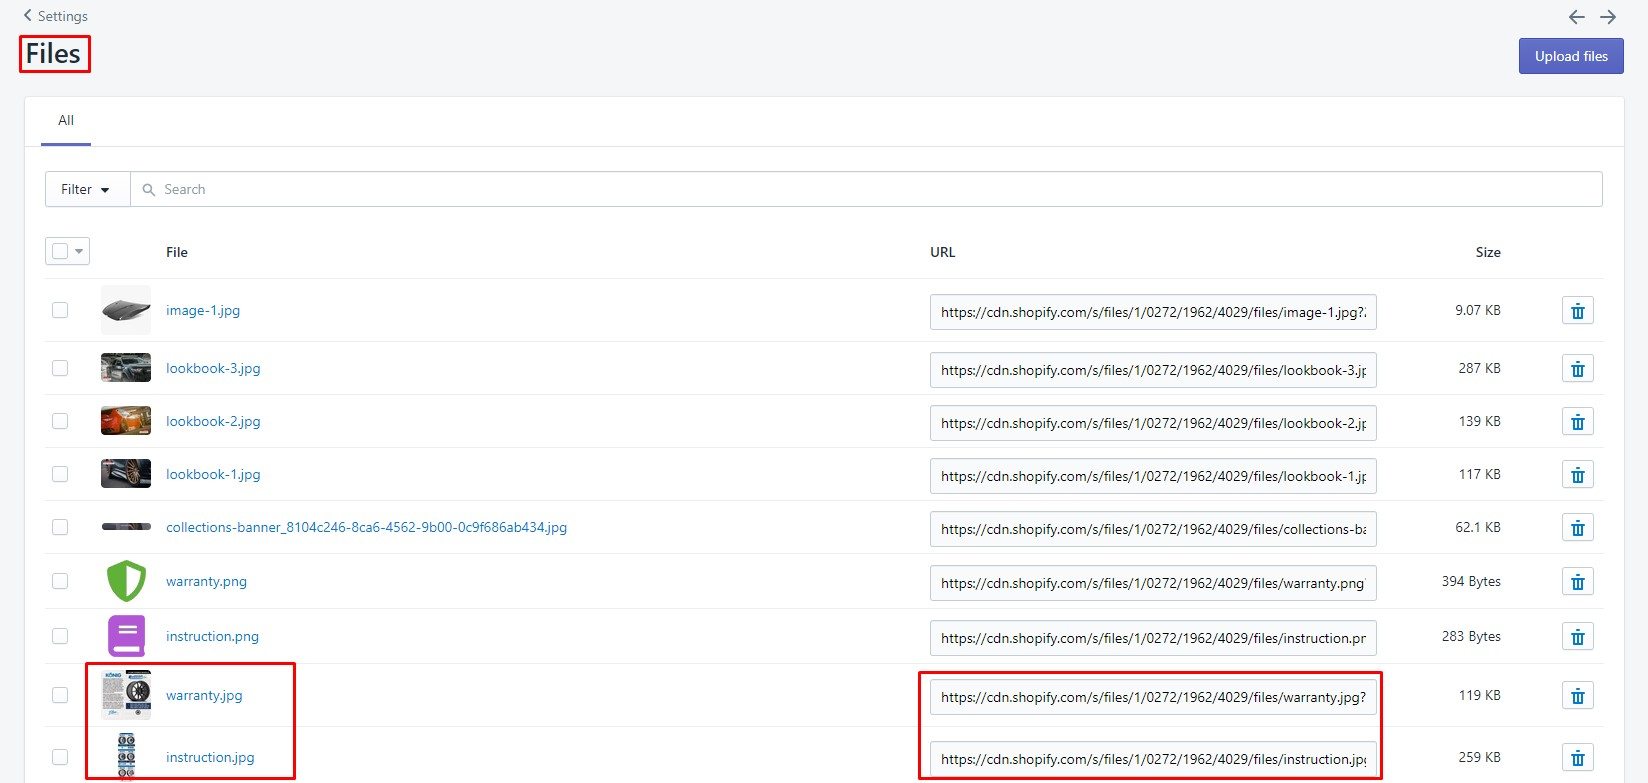 Settings
Files
Upload files
All
Filter
Search
File URL Size
image-1.jpg https://cdn.shopify.com/s/files/1/0272/1962/4029/files/image-1.jpg? 9.07 KB
lookbook-3.jpg https://cdn.shopify.com/s/files/1/0272/1962/4029/files/lookbook-3.jp 287 KB
lookbook-2.jpg https://cdn.shopify.com/s/files/1/0272/1962/4029/files/lookbook-2.jp 139 KB
lookbook-1.jpg https://cdn.shopify.com/s/files/1/0272/1962/4029/files/lookbook-1.jp 117 KB
collections-banner_8104c246-8ca6-4562-9b00-0c9f686ab434.jpg https://cdn.shopify.com/s/files/1/0272/1962/4029/files/collections-ba 62.1 KB
warranty.png https://cdn.shopify.com/s/files/1/0272/1962/4029/files/warranty.png 394 Bytes
instruction.png https://cdn.shopify.com/s/files/1/0272/1962/4029/files/instruction.pn 283 Bytes
KÖNIG
warranty.jpg https://cdn.shopify.com/s/files/1/0272/1962/4029/files/warranty.jpg? 119 KB
instruction.jpg https://cdn.shopify.com/s/files/1/0272/1962/4029/files/instruction.jpg 259 KB